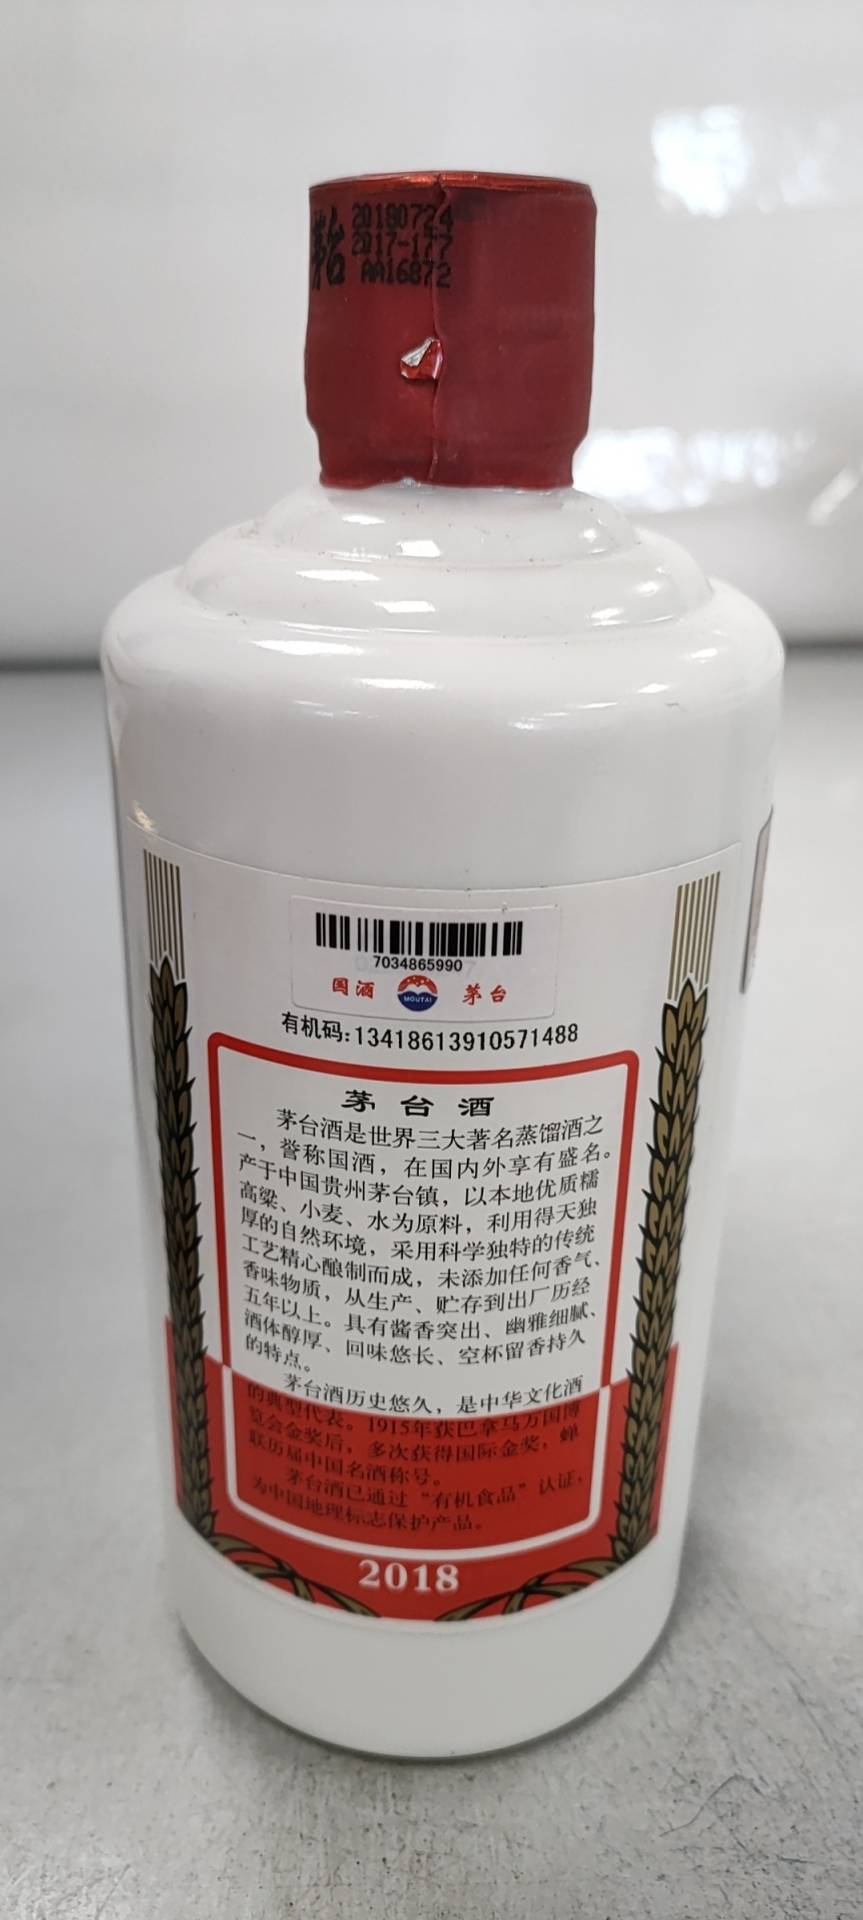 茅台
20180724
2017-177
AA16872
7034865990
国酒 MOUTAI 茅台
有机码:13418613910571488
茅台酒
茅台酒是世界三大著名蒸馏酒之
一，誉称国酒，在国内外享有盛名。
产于中国贵州茅台镇，以本地优质糯
高粱、小麦、水为原料，利用得天独
厚的自然环境，采用科学独特的传统
工艺精心酿制而成，未添加任何香气、
香味物质，从生产、贮存到出厂历经
五年以上。具有酱香突出、幽雅细腻、
酒体醇厚、回味悠长、空杯留香持久
的特点。
茅台酒历史悠久，是中华文化酒
的典型代表。1915年获巴拿马万国博
览会金奖后，多次获得国际金奖，蝉
联历届中国名酒称号。
茅台酒已通过“有机食品”认证，
为中国地理标志保护产品。
2018